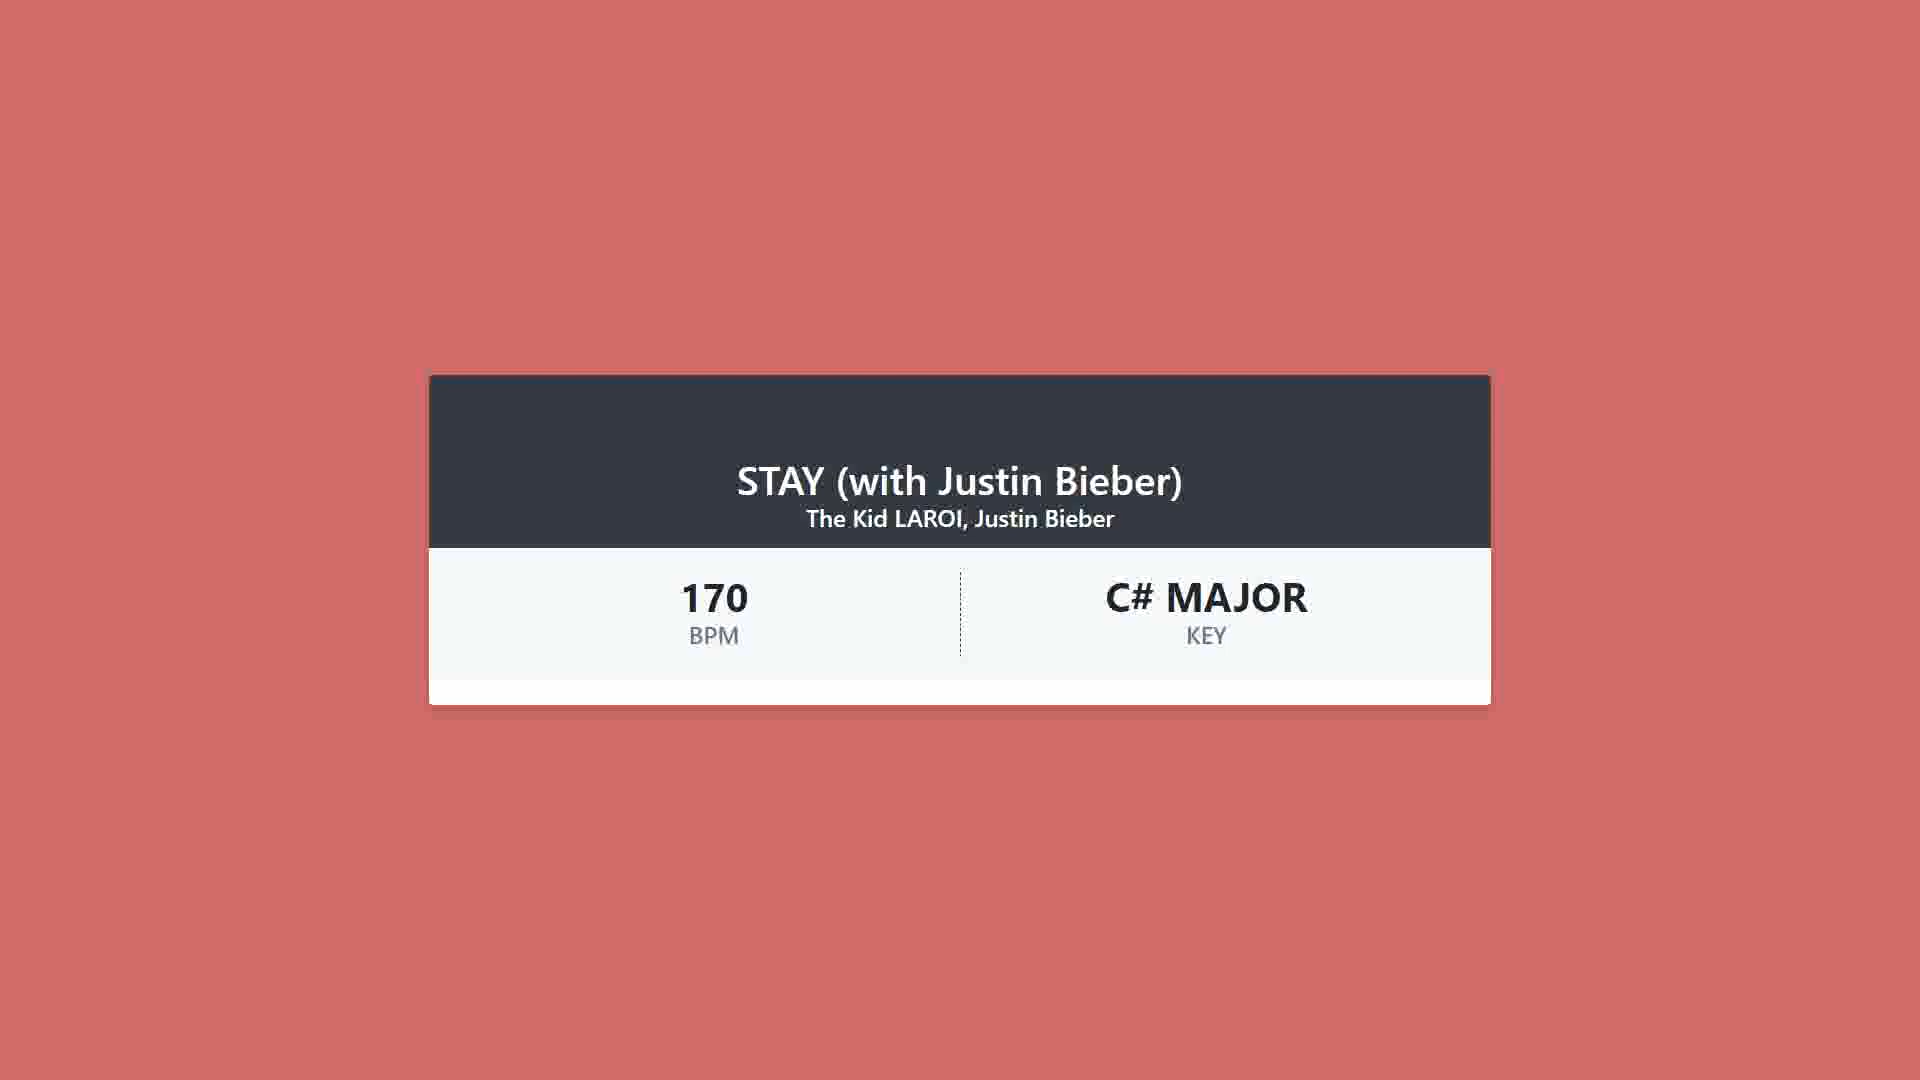 STAY (with Justin Bieber)
The Kid LAROI, Justin Bieber
170
BPM
C# MAJOR
KEY